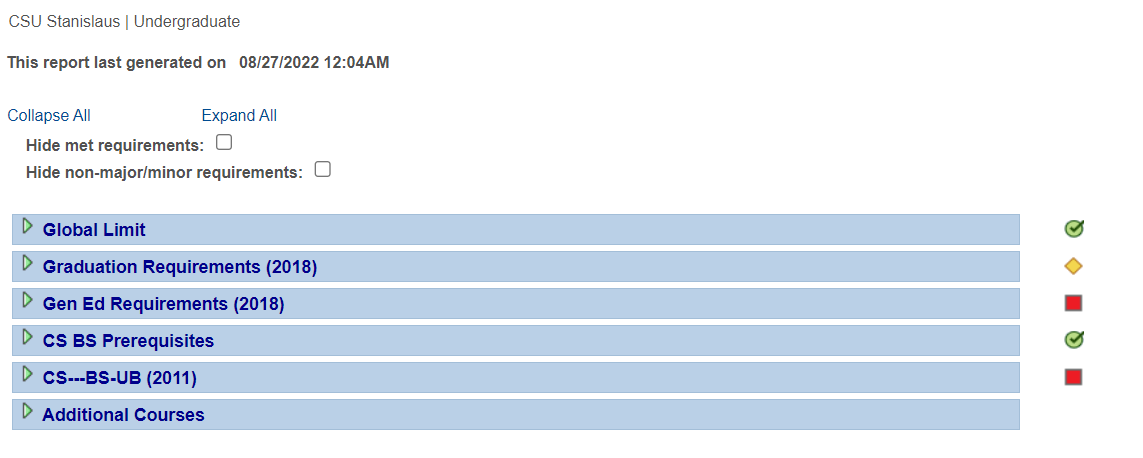 CSU Stanislaus | Undergraduate
This report last generated on 08/27/2022 12:04AM
Collapse All Expand All
Hide met requirements:
Hide non-major/minor requirements:
Global Limit
Graduation Requirements (2018)
Gen Ed Requirements (2018)
CS BS Prerequisites
CS---BS-UB (2011)
Additional Courses